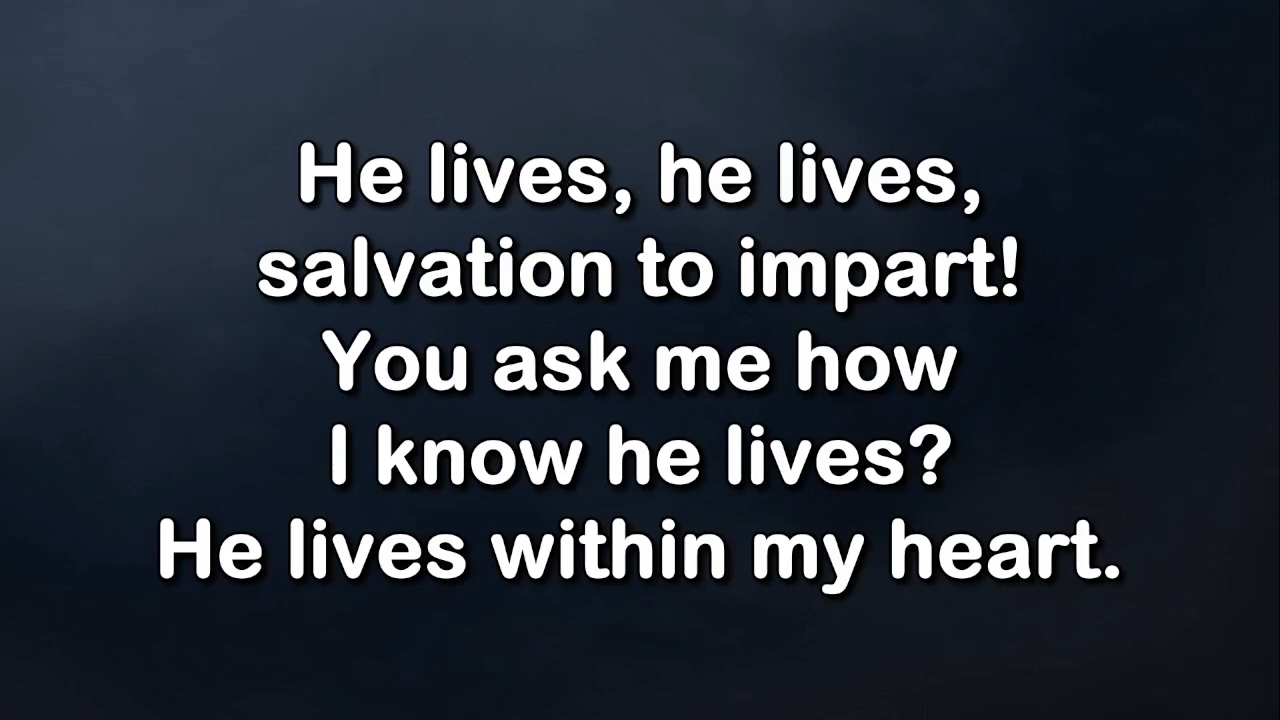 He lives, he lives,
salvation to impart!
You ask me how
I know he lives?
He lives within my heart.